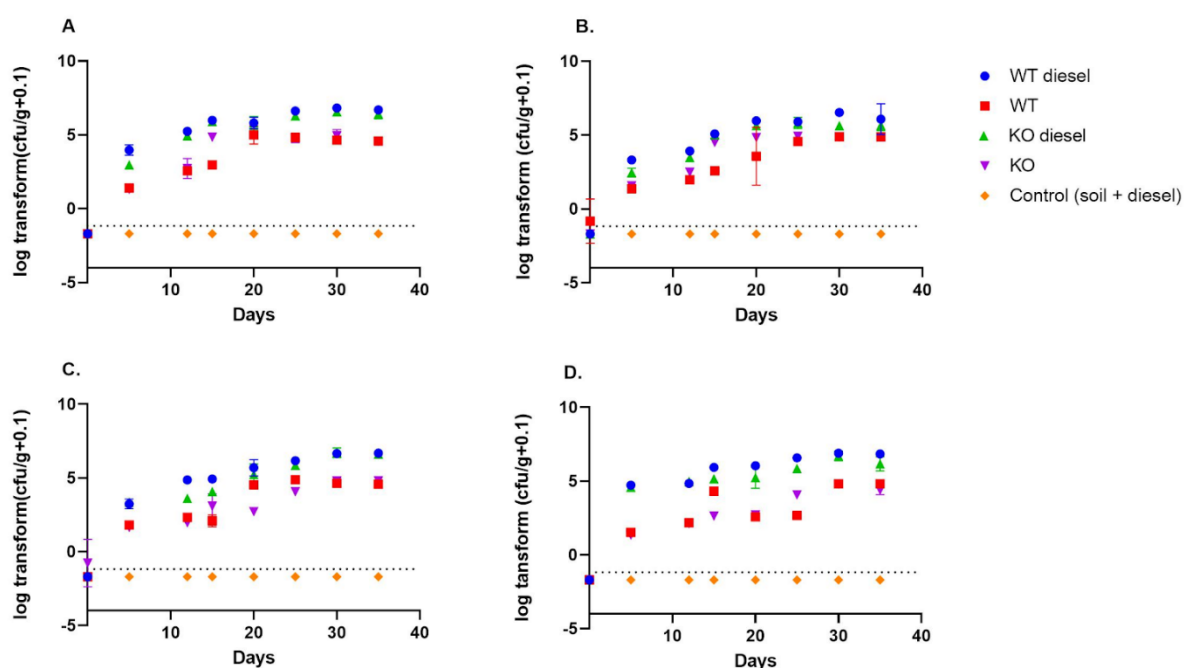 A
log transform(cfu/g+0.1)
10
5
0
-5
10
20
30
40
Days
B.
log transform (cfu/g+0.1)
10
5
0
-5
10
20
30
40
Days
WT diesel
WT
KO diesel
KO
Control (soil + diesel)
C.
log transform(cfu/g+0.1)
10
5
0
-5
10
20
30
40
Days
D.
log tansform (cfu/g+0.1)
10
5
0
-5
10
20
30
40
Days